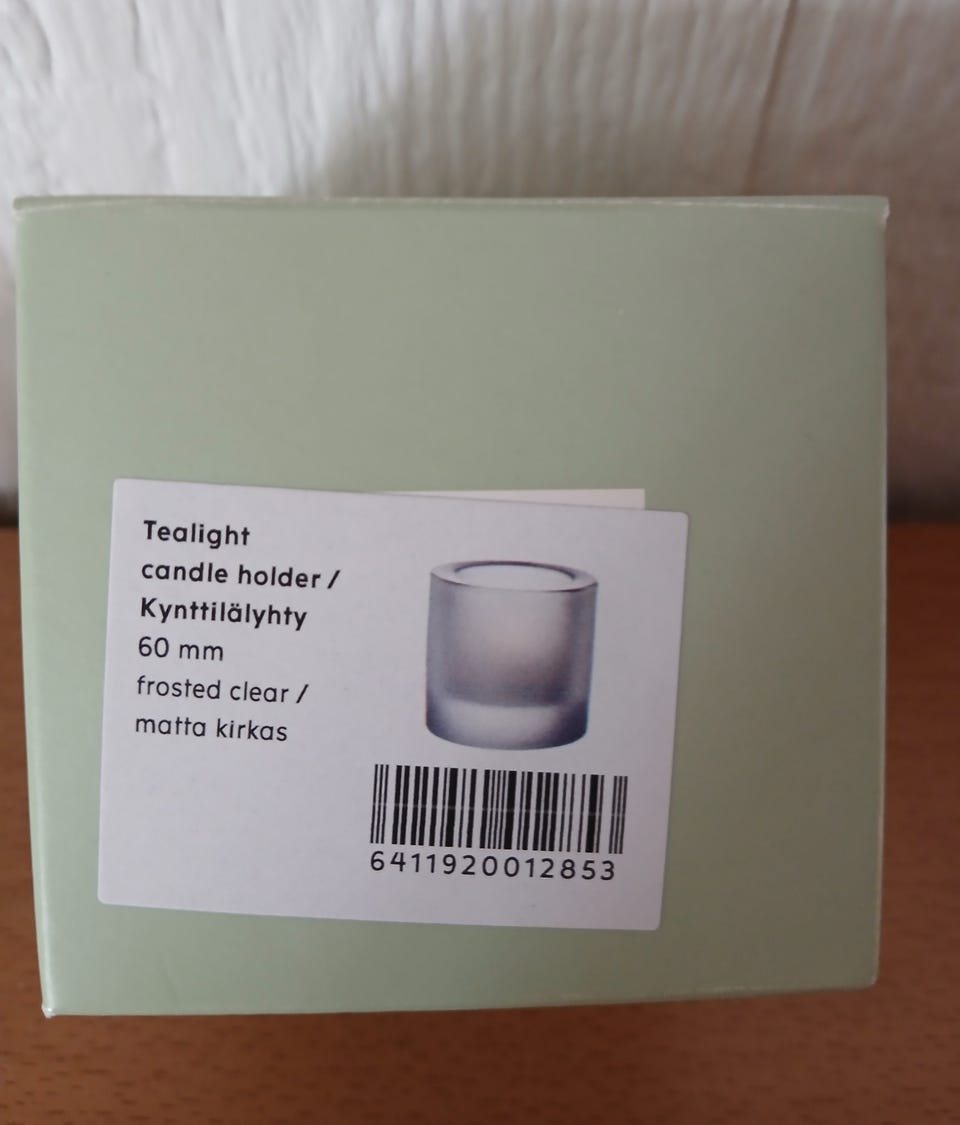 Tealight
candle holder /
Kynttilälyhty
60 mm
frosted clear /
matta kirkas
6411920012853